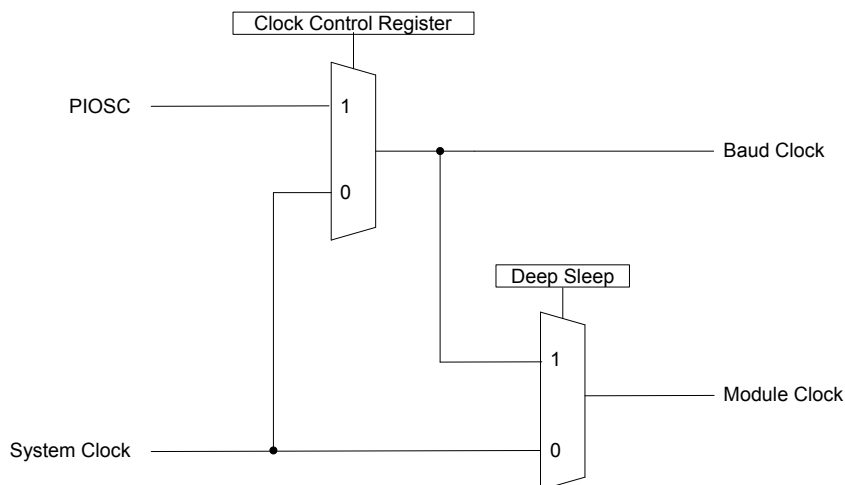 Clock Control Register
PIOSC
1
Baud Clock
0
Deep Sleep
1
Module Clock
System Clock
0